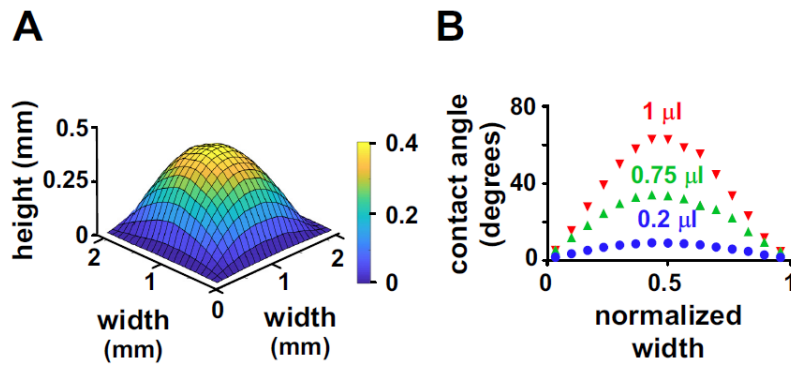 A
height (mm)
0.5
0.25
0
2
1
0
1
2
width
(mm)
width
(mm)
0.4
0.2
0
B
contact angle
(degrees)
80
40
0
1 µl
0.75 µl
0.2 µl
0
0.5
1
normalized
width